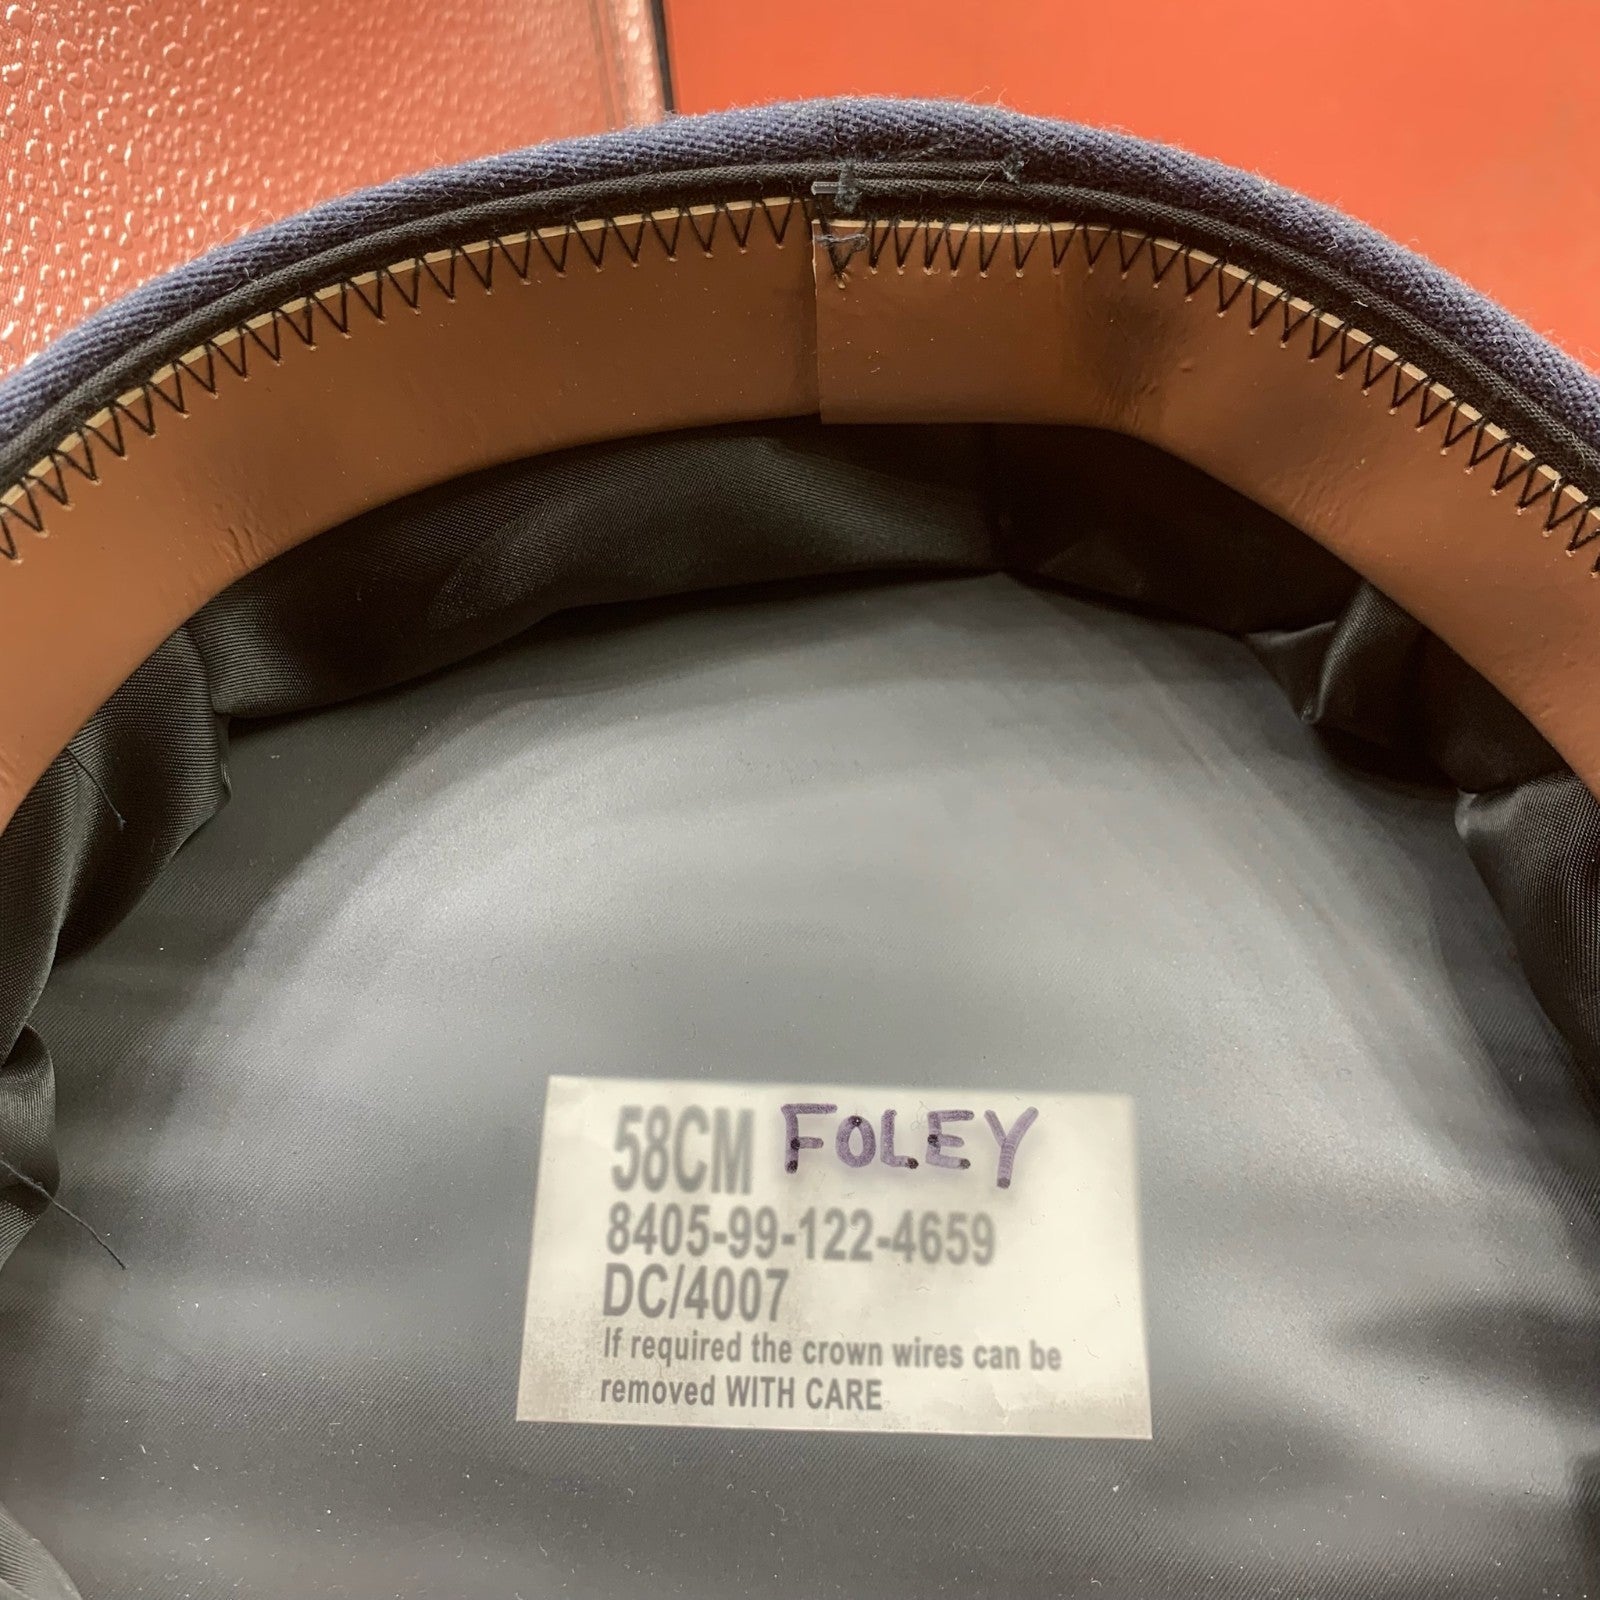 58CM FOLEY
8405-99-122-4659
DC/4007
If required the crown wires can be
removed WITH CARE